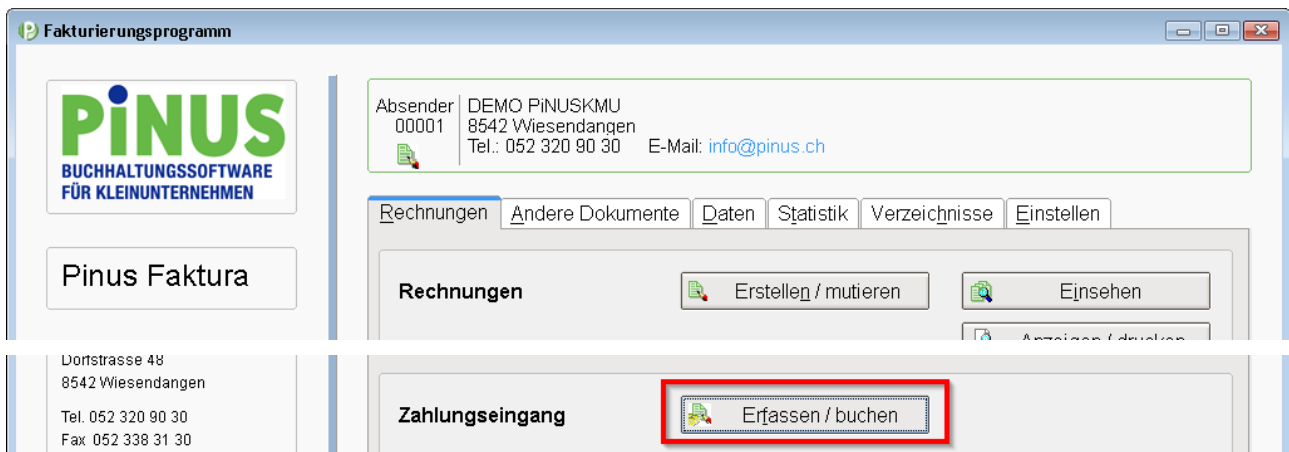 Fakturierungsprogramm
PiNUS
BUCHHALTUNGSSOFTWARE
FÜR KLEINUNTERNEHMEN
Pinus Faktura
Absender DEMO PiNUSKMU
00001 8542 Wiesendangen
Tel.: 052 320 90 30 E-Mail: info@pinus.ch
Rechnungen Andere Dokumente Daten Statistik Verzeichnisse Einstellen
Rechnungen Erstellen / mutieren Einsehen
Anzeigen / drucken
Dorfstrasse 48
8542 Wiesendangen
Tel. 052 320 90 30
Fax 052 338 31 30
Zahlungseingang Erfassen / buchen